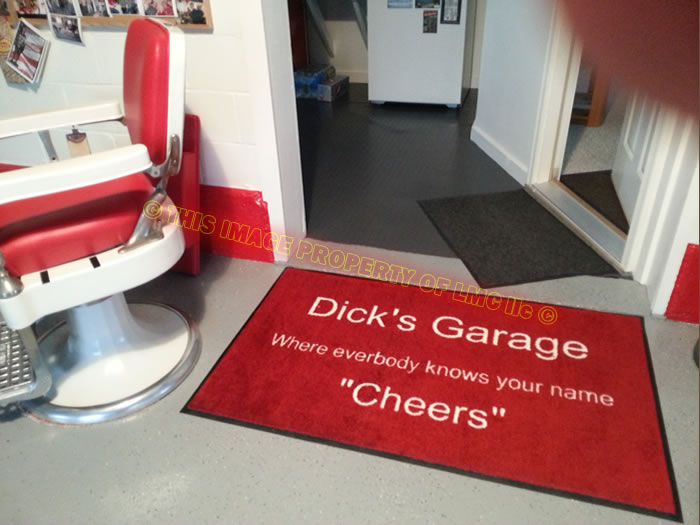 © THIS IMAGE PROPERTY OF LMC llc ©
Dick's Garage
Where everbody knows your name
"Cheers"